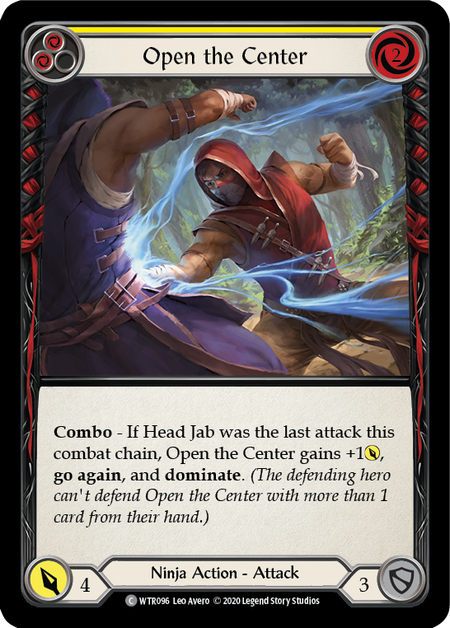 Open the Center
2
Combo - If Head Jab was the last attack this
combat chain, Open the Center gains +1,
go again, and dominate. (The defending hero
can't defend Open the Center with more than 1
card from their hand.)
4
Ninja Action - Attack
3
C WTR096 Leo Avero © 2020 Legend Story Studios